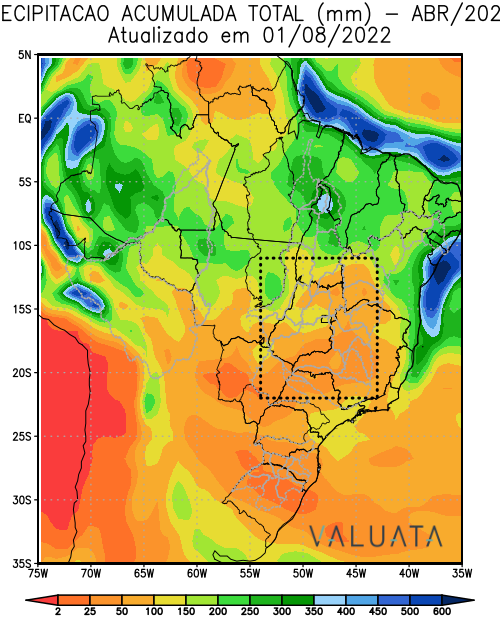 ECIPITACAO ACUMULADA TOTAL (mm) – ABR/202
Atualizado em 01/08/2022
5N
EQ
5S
10S
15S
20S
25S
30S
35S
VALUATA
75W 70W 65W 60W 55W 50W 45W 40W 35W
2 25 50 100 150 200 250 300 350 400 450 500 600